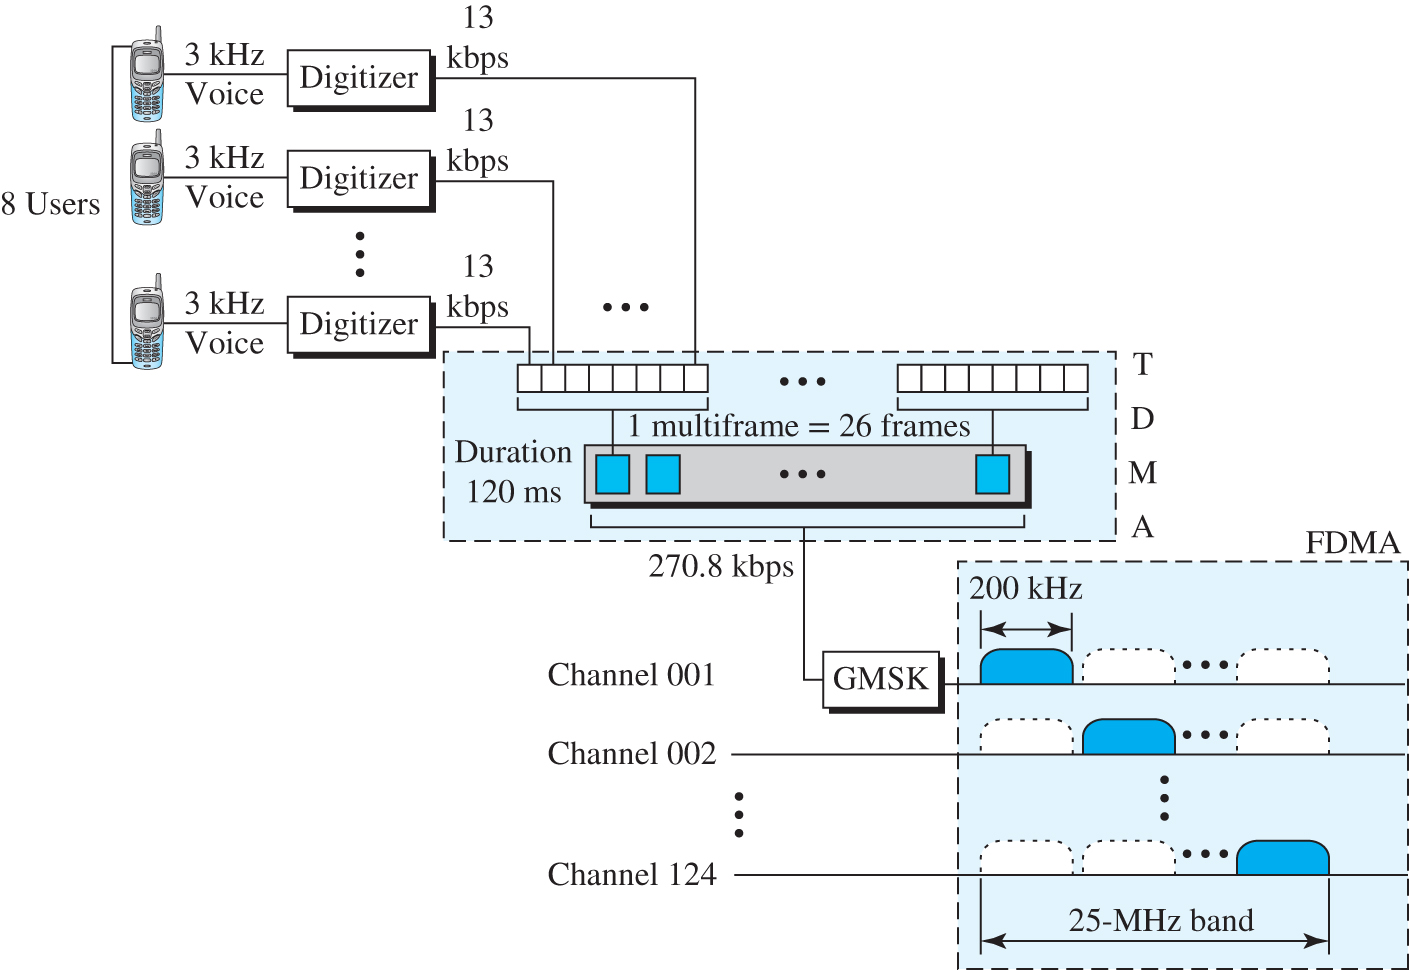 13
kbps
3 kHz
Voice
Digitizer
13
kbps
3 kHz
Voice
Digitizer
8 Users
13
kbps
3 kHz
Voice
Digitizer
T
D
M
A
1 multiframe = 26 frames
Duration
120 ms
270.8 kbps
FDMA
200 kHz
Channel 001
GMSK
Channel 002
Channel 124
25-MHz band